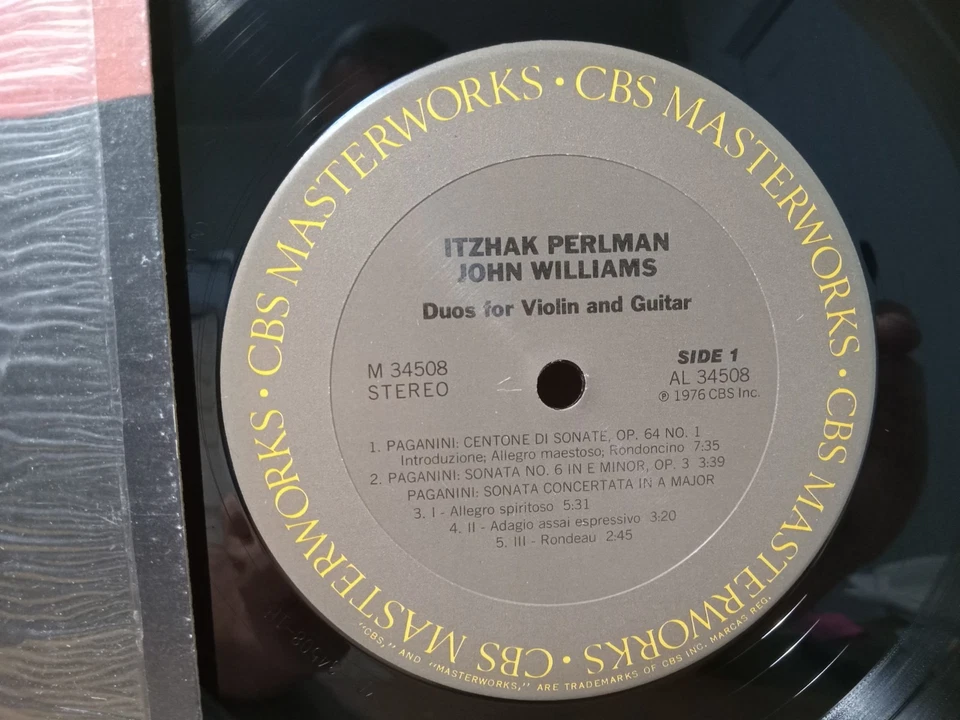 CBS MASTERWORKS • CBS MASTERWORKS • CBS MASTERWORKS • CBS MASTERWORKS • CBS MASTERWORKS •
ITZHAK PERLMAN
JOHN WILLIAMS
Duos for Violin and Guitar
M 34508
STEREO
SIDE 1
AL 34508
℗ 1976 CBS Inc.
1. PAGANINI: CENTONE DI SONATE, OP. 64 NO. 1
Introduzione; Allegro maestoso; Rondoncino 7:35
2. PAGANINI: SONATA NO. 6 IN E MINOR, OP. 3 3:39
PAGANINI: SONATA CONCERTATA IN A MAJOR
3. I - Allegro spiritoso 5:31
4. II - Adagio assai espressivo 3:20
5. III - Rondeau 2:45
"CBS," AND "MASTERWORKS," ARE TRADEMARKS OF CBS INC. MARCAS REG.